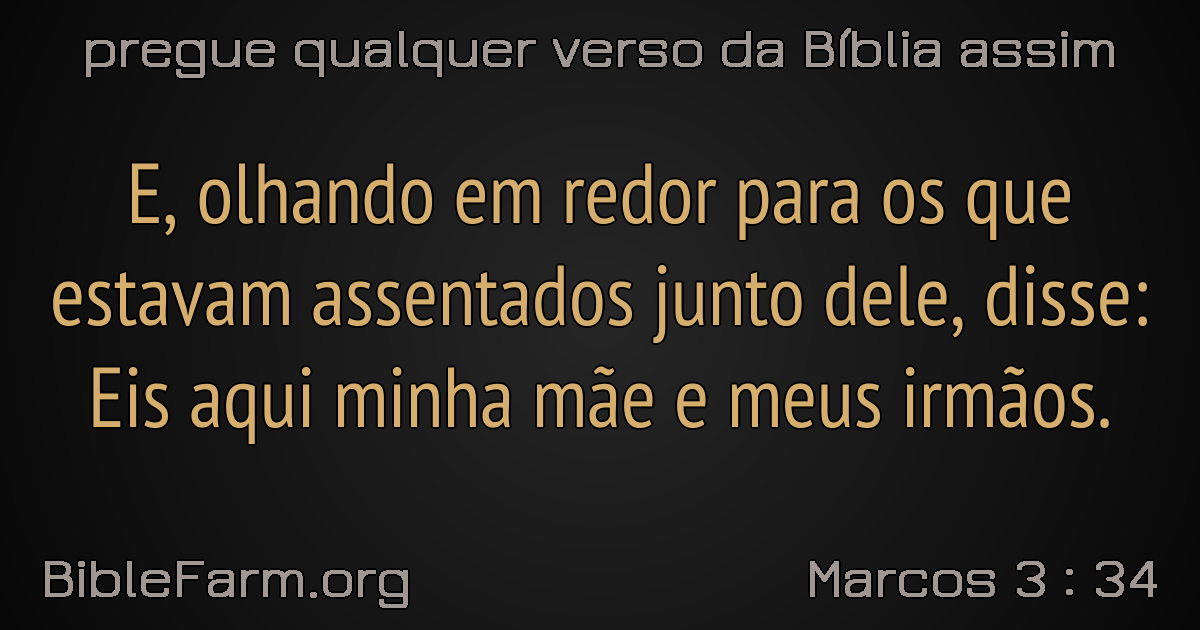 pregue qualquer verso da Bíblia assim
E, olhando em redor para os que
estavam assentados junto dele, disse:
Eis aqui minha mãe e meus irmãos.
BibleFarm.org
Marcos 3 : 34